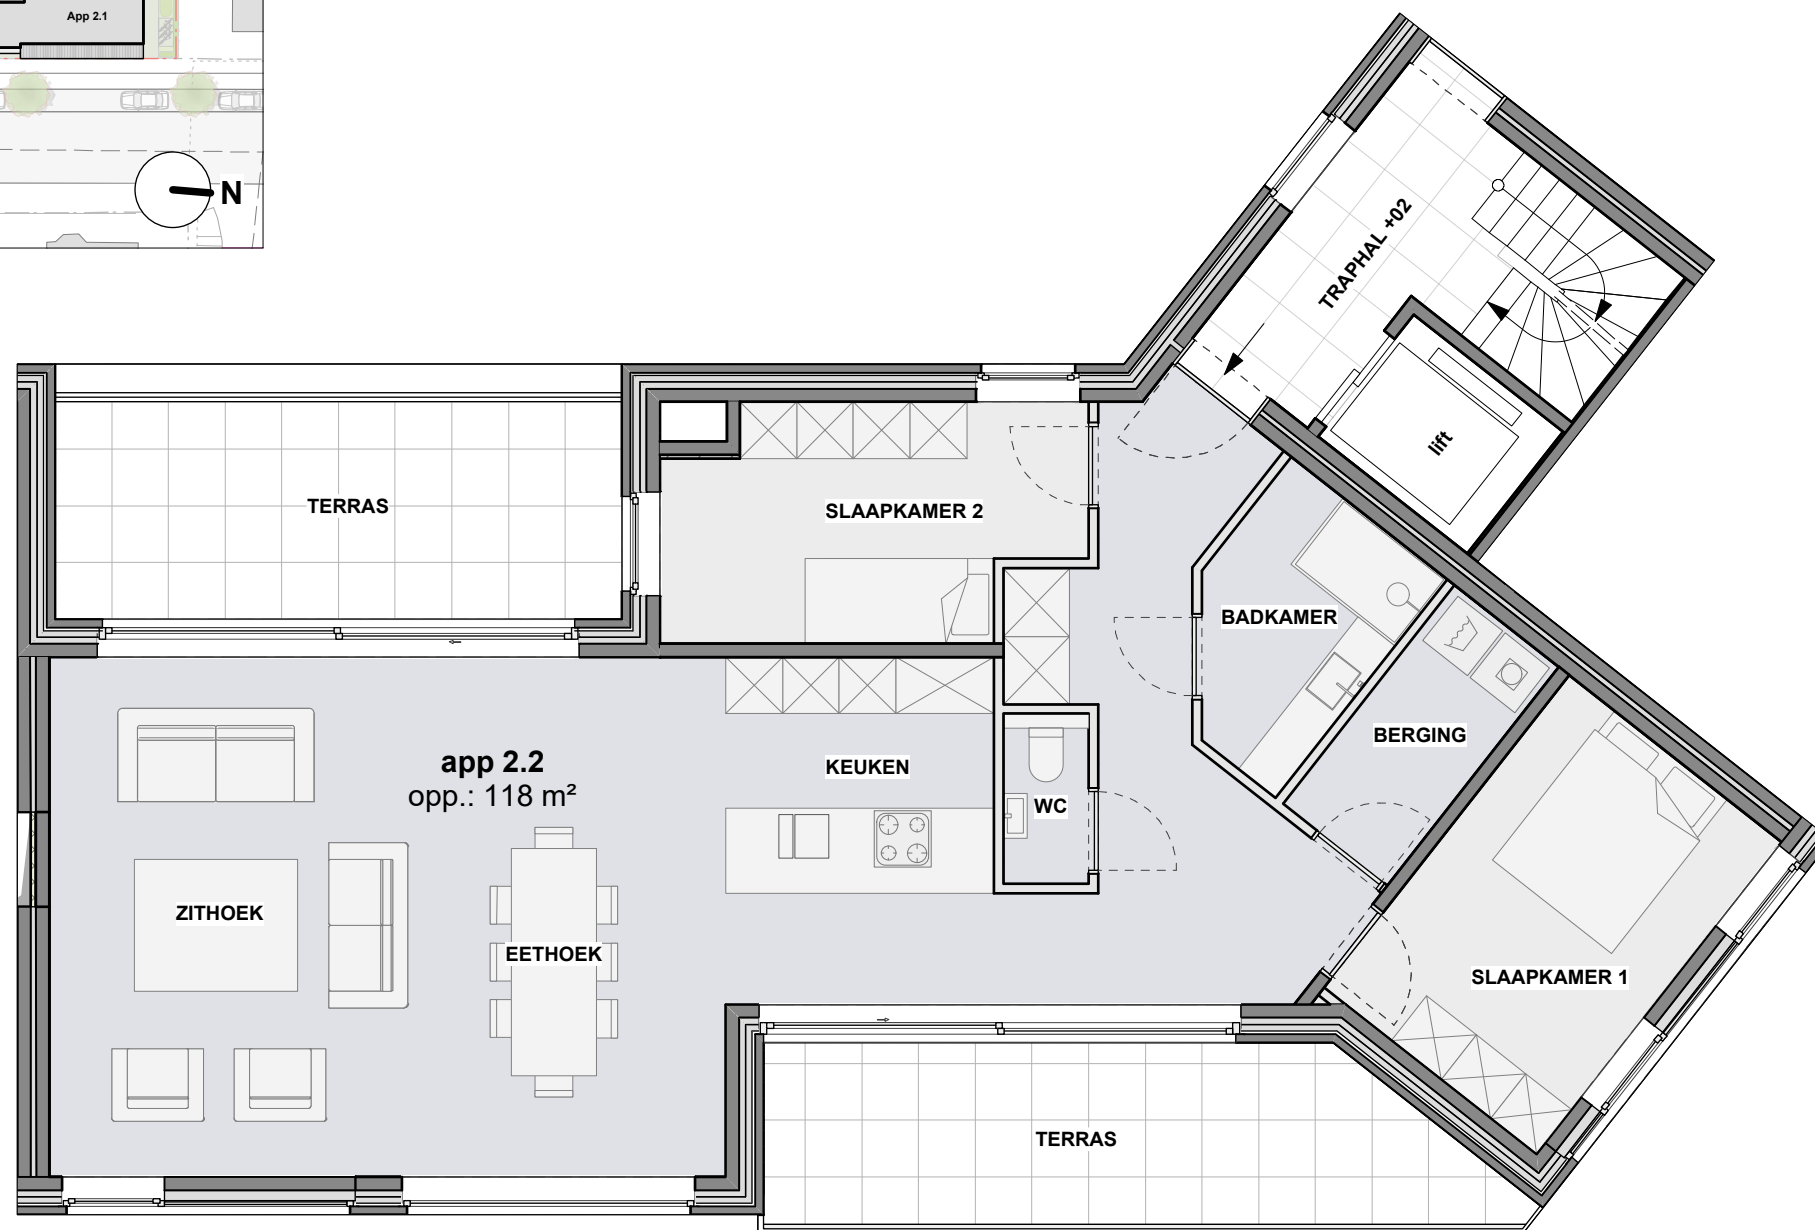 App 2.1
N
TRAPHAL +02
lift
TERRAS
SLAAPKAMER 2
BADKAMER
BERGING
app 2.2
opp.: 118 m²
KEUKEN
WC
ZITHOEK
EETHOEK
SLAAPKAMER 1
TERRAS